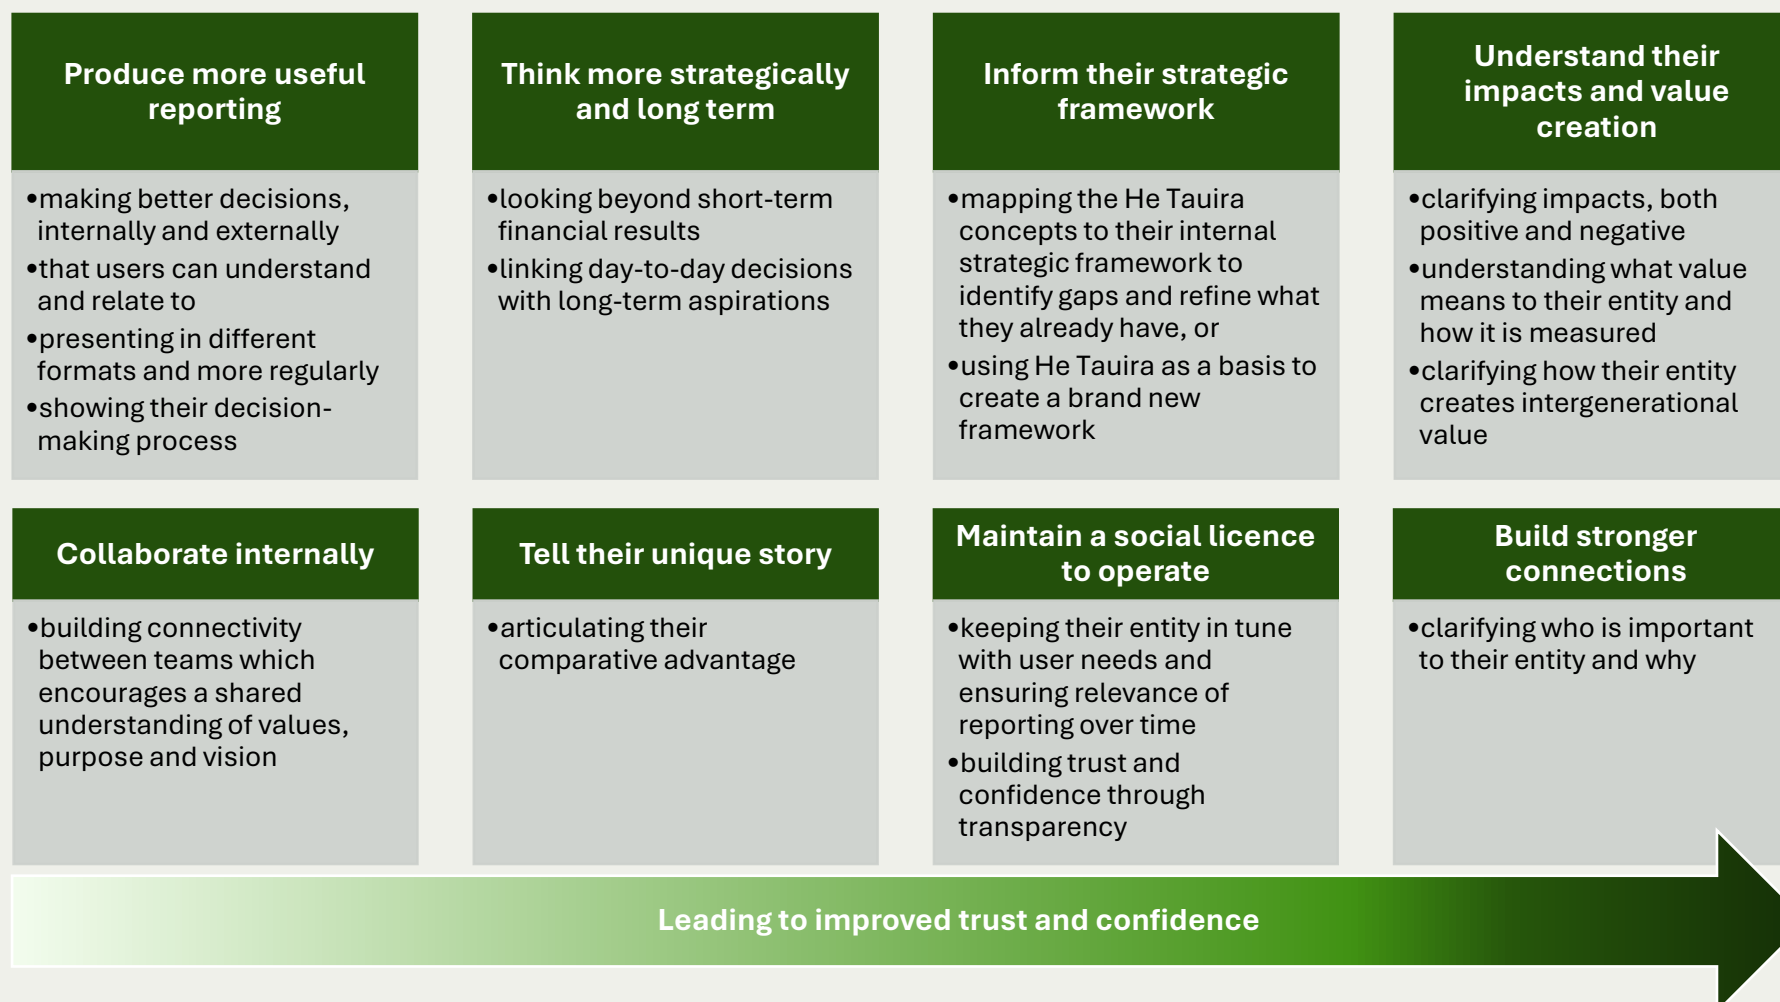 Produce more useful
reporting
•making better decisions,
internally and externally
•that users can understand
and relate to
•presenting in different
formats and more regularly
•showing their decision-
making process
Think more strategically
and long term
•looking beyond short-term
financial results
•linking day-to-day decisions
with long-term aspirations
Inform their strategic
framework
•mapping the He Tauira
concepts to their internal
strategic framework to
identify gaps and refine what
they already have, or
•using He Tauira as a basis to
create a brand new
framework
Understand their
impacts and value
creation
•clarifying impacts, both
positive and negative
•understanding what value
means to their entity and
how it is measured
•clarifying how their entity
creates intergenerational
value
Collaborate internally
•building connectivity
between teams which
encourages a shared
understanding of values,
purpose and vision
Tell their unique story
•articulating their
comparative advantage
Maintain a social licence
to operate
•keeping their entity in tune
with user needs and
ensuring relevance of
reporting over time
•building trust and
confidence through
transparency
Build stronger
connections
•clarifying who is important
to their entity and why
Leading to improved trust and confidence